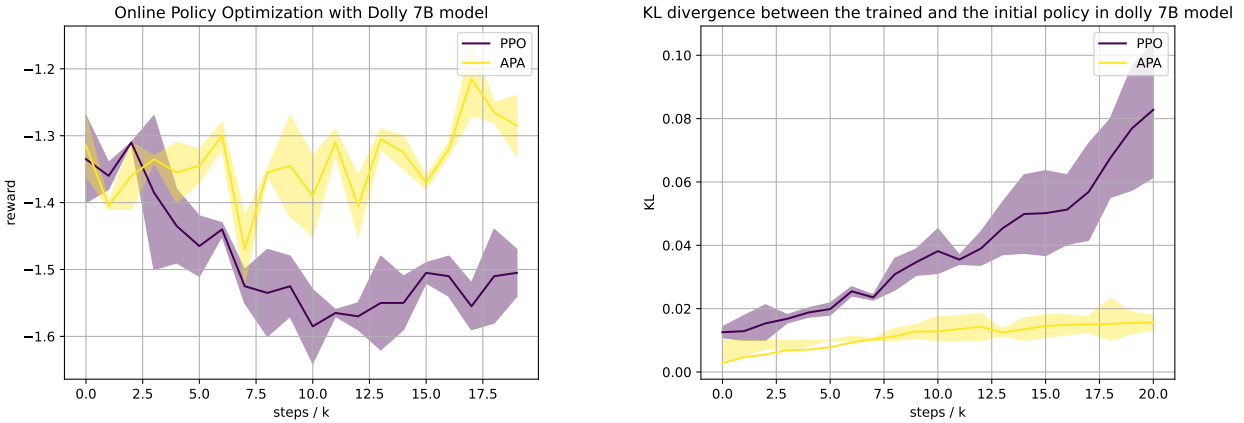 Online Policy Optimization with Dolly 7B model
−1.2
−1.3
−1.4
−1.5
−1.6
reward
0.0 2.5 5.0 7.5 10.0 12.5 15.0 17.5
steps / k
PPO
APA
KL divergence between the trained and the initial policy in dolly 7B model
0.10
0.08
0.06
0.04
0.02
0.00
KL
0.0 2.5 5.0 7.5 10.0 12.5 15.0 17.5 20.0
steps / k
PPO
APA